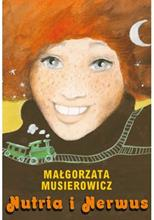 MAŁGORZATA
MUSIEROWICZ
Nutria i Nerwus